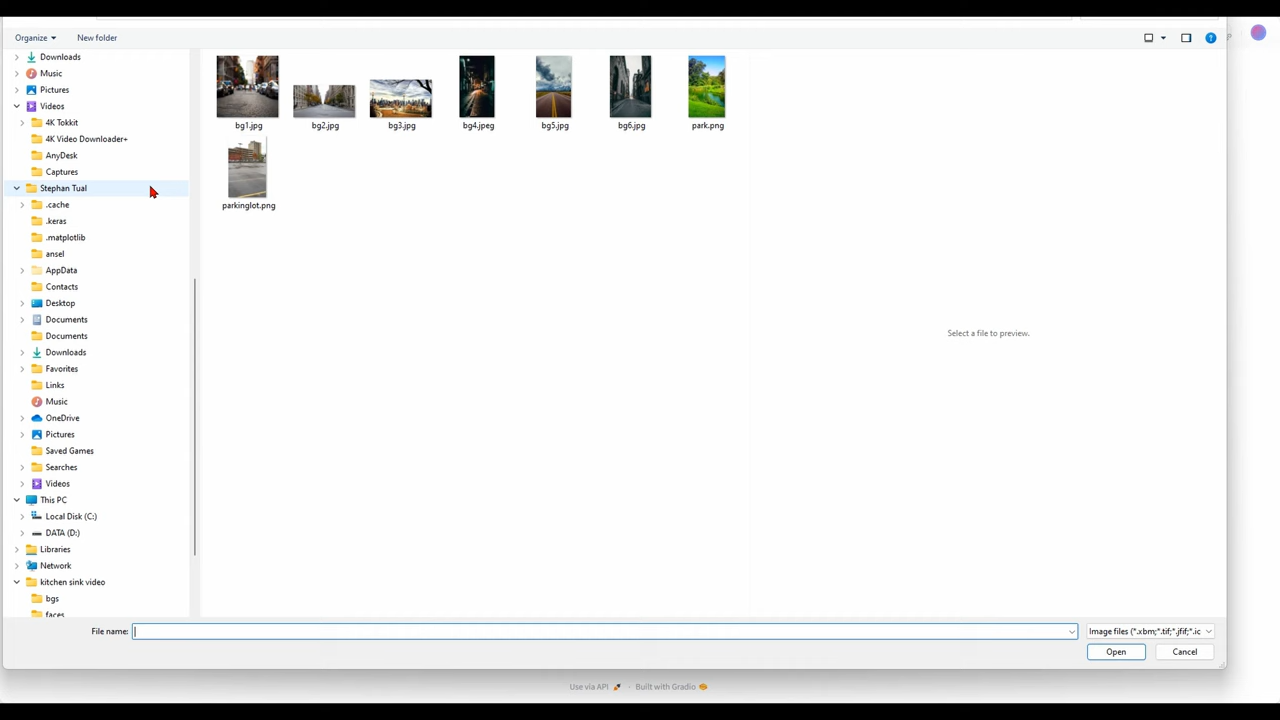 Organize
New folder
Downloads
Music
Pictures
Videos
4K Tokkit
4K Video Downloader+
AnyDesk
Captures
Stephan Tual
.cache
.keras
.matplotlib
ansel
AppData
Contacts
Desktop
Documents
Documents
Downloads
Favorites
Links
Music
OneDrive
Pictures
Saved Games
Searches
Videos
This PC
Local Disk (C:)
DATA (D:)
Libraries
Network
kitchen sink video
bgs
faces
bg1.jpg
bg2.jpg
bg3.jpg
bg4.jpeg
bg5.jpg
bg6.jpg
park.png
parkinglot.png
Select a file to preview.
File name:
Image files (*.xbm;*.tif;*.jfif;*.ic
Open
Cancel
Use via API
·
Built with Gradio